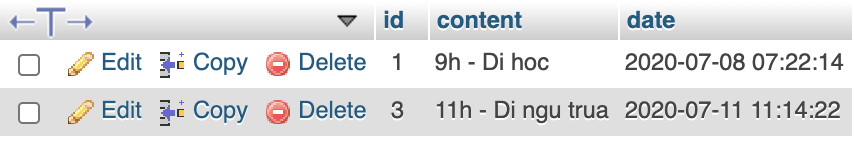 ←T→ id content date
Edit Copy Delete 1 9h - Di hoc 2020-07-08 07:22:14
Edit Copy Delete 3 11h - Di ngu trua 2020-07-11 11:14:22